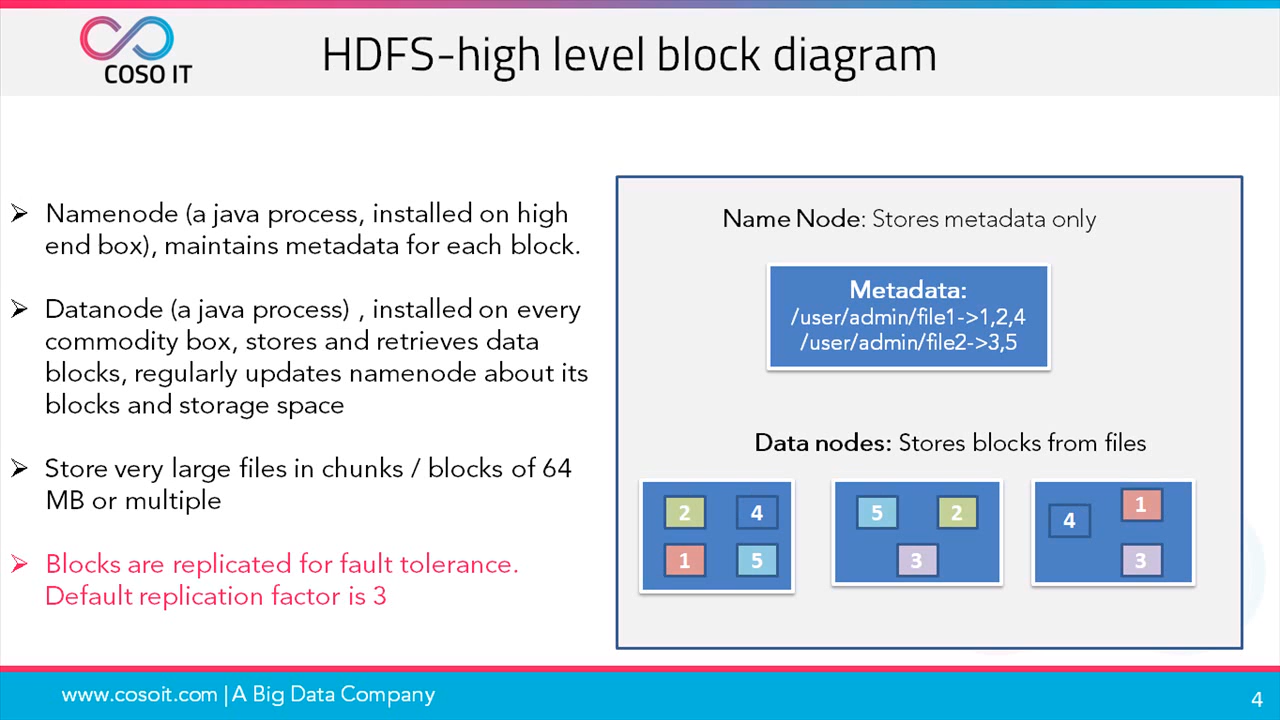 COSO IT
HDFS-high level block diagram
Namenode (a java process, installed on high
end box), maintains metadata for each block.
Datanode (a java process) , installed on every
commodity box, stores and retrieves data
blocks, regularly updates namenode about its
blocks and storage space
Store very large files in chunks / blocks of 64
MB or multiple
Blocks are replicated for fault tolerance.
Default replication factor is 3
Name Node: Stores metadata only
Metadata:
/user/admin/file1->1,2,4
/user/admin/file2->3,5
Data nodes: Stores blocks from files
2 4
1 5
5 2
3
4 1
3
www.cosoit.com | A Big Data Company
4